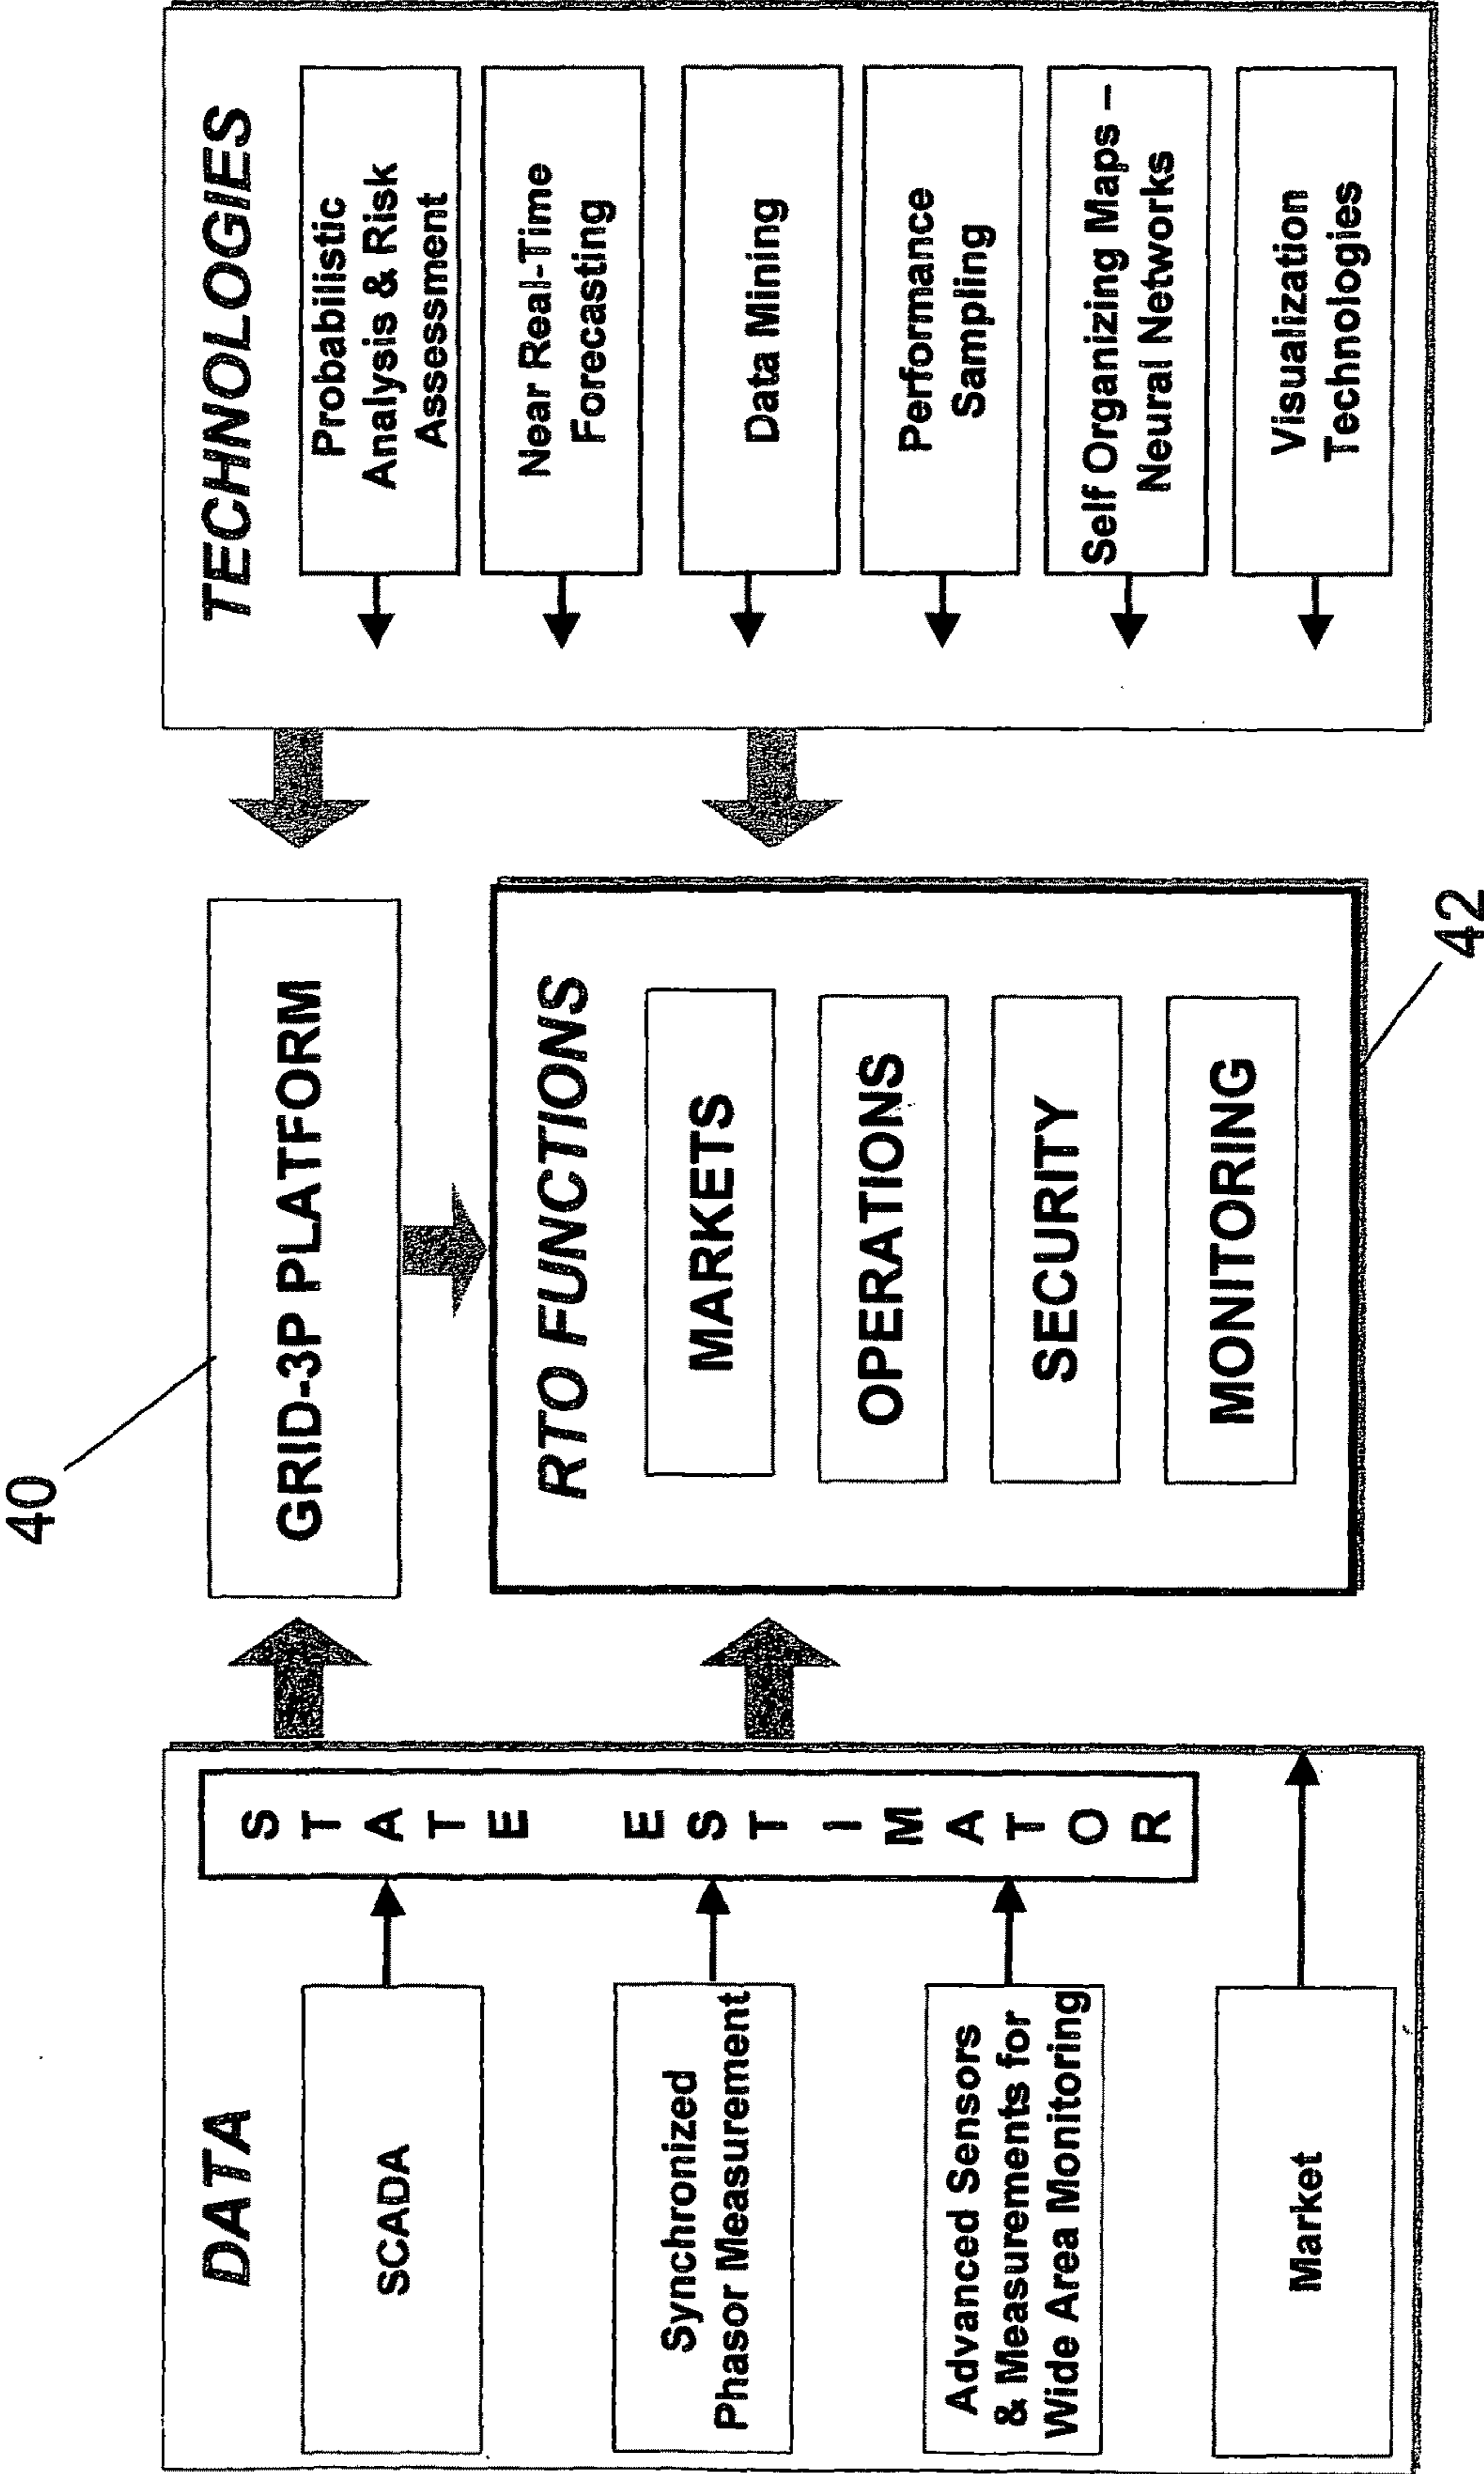 40
DATA
SCADA
Synchronized
Phasor Measurement
Advanced Sensors
& Measurements for
Wide Area Monitoring
Market
STATE ESTIMATOR
GRID-3P PLATFORM
RTO FUNCTIONS
MARKETS
OPERATIONS
SECURITY
MONITORING
42
TECHNOLOGIES
Probabilistic
Analysis & Risk
Assessment
Near Real-Time
Forecasting
Data Mining
Performance
Sampling
Self Organizing Maps –
Neural Networks
Visualization
Technologies